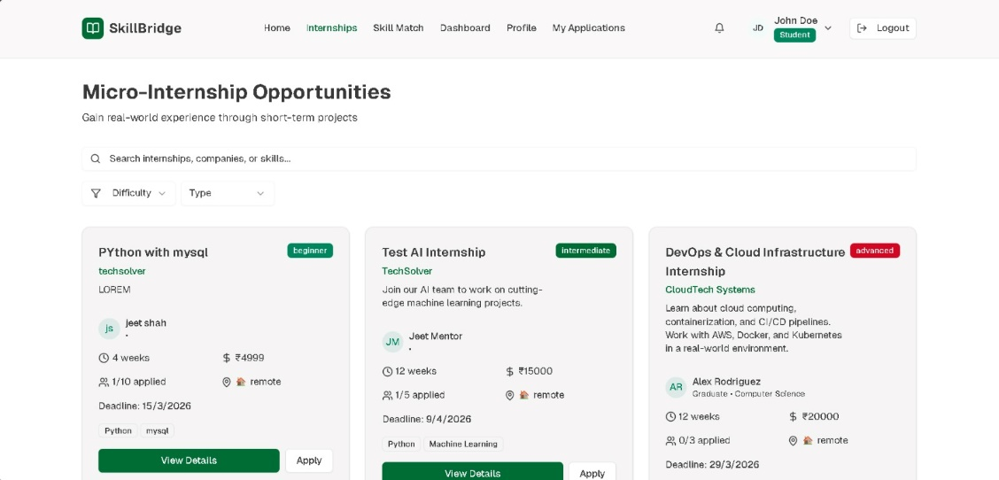 SkillBridge
Home Internships Skill Match Dashboard Profile My Applications
JD John Doe
Student
Logout
Micro-Internship Opportunities
Gain real-world experience through short-term projects
Search internships, companies, or skills...
Difficulty Type
PYthon with mysql
beginner
techsolver
LOREM
js jeet shah
•
4 weeks $ ₹4999
1/10 applied remote
Deadline: 15/3/2026
Python mysql
View Details Apply
Test AI Internship
intermediate
TechSolver
Join our AI team to work on cutting-
edge machine learning projects.
JM Jeet Mentor
•
12 weeks $ ₹15000
1/5 applied remote
Deadline: 9/4/2026
Python Machine Learning
View Details Apply
DevOps & Cloud Infrastructure
Internship
advanced
CloudTech Systems
Learn about cloud computing,
containerization, and CI/CD pipelines.
Work with AWS, Docker, and Kubernetes
in a real-world environment.
AR Alex Rodriguez
Graduate • Computer Science
12 weeks $ ₹20000
0/3 applied remote
Deadline: 29/3/2026